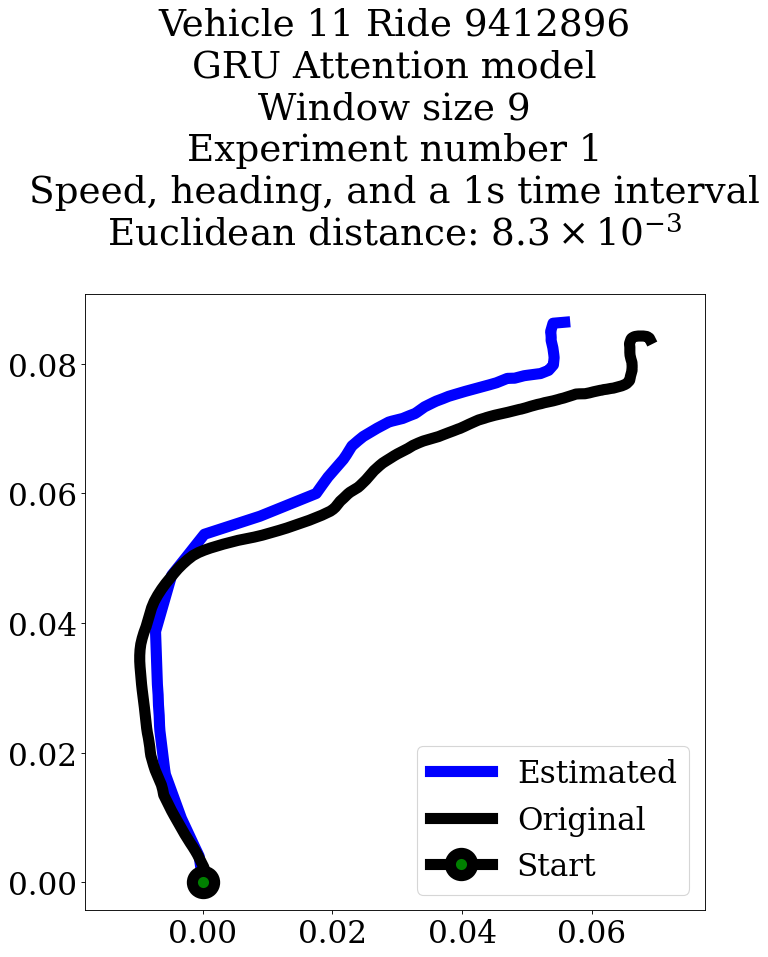 Vehicle 11 Ride 9412896
GRU Attention model
Window size 9
Experiment number 1
Speed, heading, and a 1s time interval
Euclidean distance: 8.3 × 10⁻³
0.08
0.06
0.04
0.02
0.00
Estimated
Original
Start
0.00 0.02 0.04 0.06